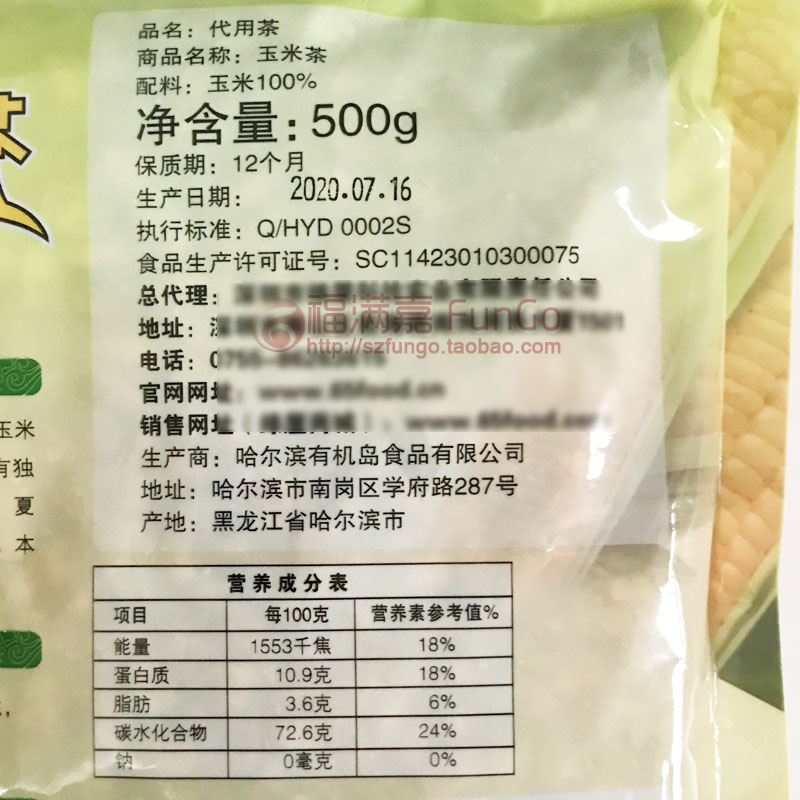 品名：代用茶
商品名称：玉米茶
配料：玉米100%
净含量：500g
保质期：12个月
生产日期： 2020.07.16
执行标准：Q/HYD 0002S
食品生产许可证号：SC11423010300075
总代理：
福满喜 FunGo
地址：
http://szfungo.taobao.com
电话：
官网网址：
销售网址
生产商：哈尔滨有机岛食品有限公司
地址：哈尔滨市南岗区学府路287号
产地：黑龙江省哈尔滨市
营养成分表
项目 每100克 营养素参考值%
能量 1553千焦 18%
蛋白质 10.9克 18%
脂肪 3.6克 6%
碳水化合物 72.6克 24%
钠 0毫克 0%
玉米
有独
夏
本